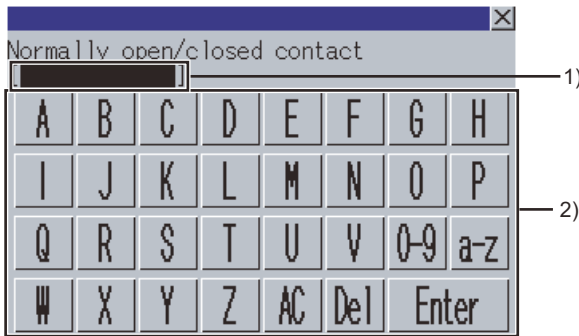 ×
Normally open/closed contact
[ ]
1)
A B C D E F G H
I J K L M N O P
2)
Q R S T U V 0-9 a-z
W X Y Z AC Del Enter